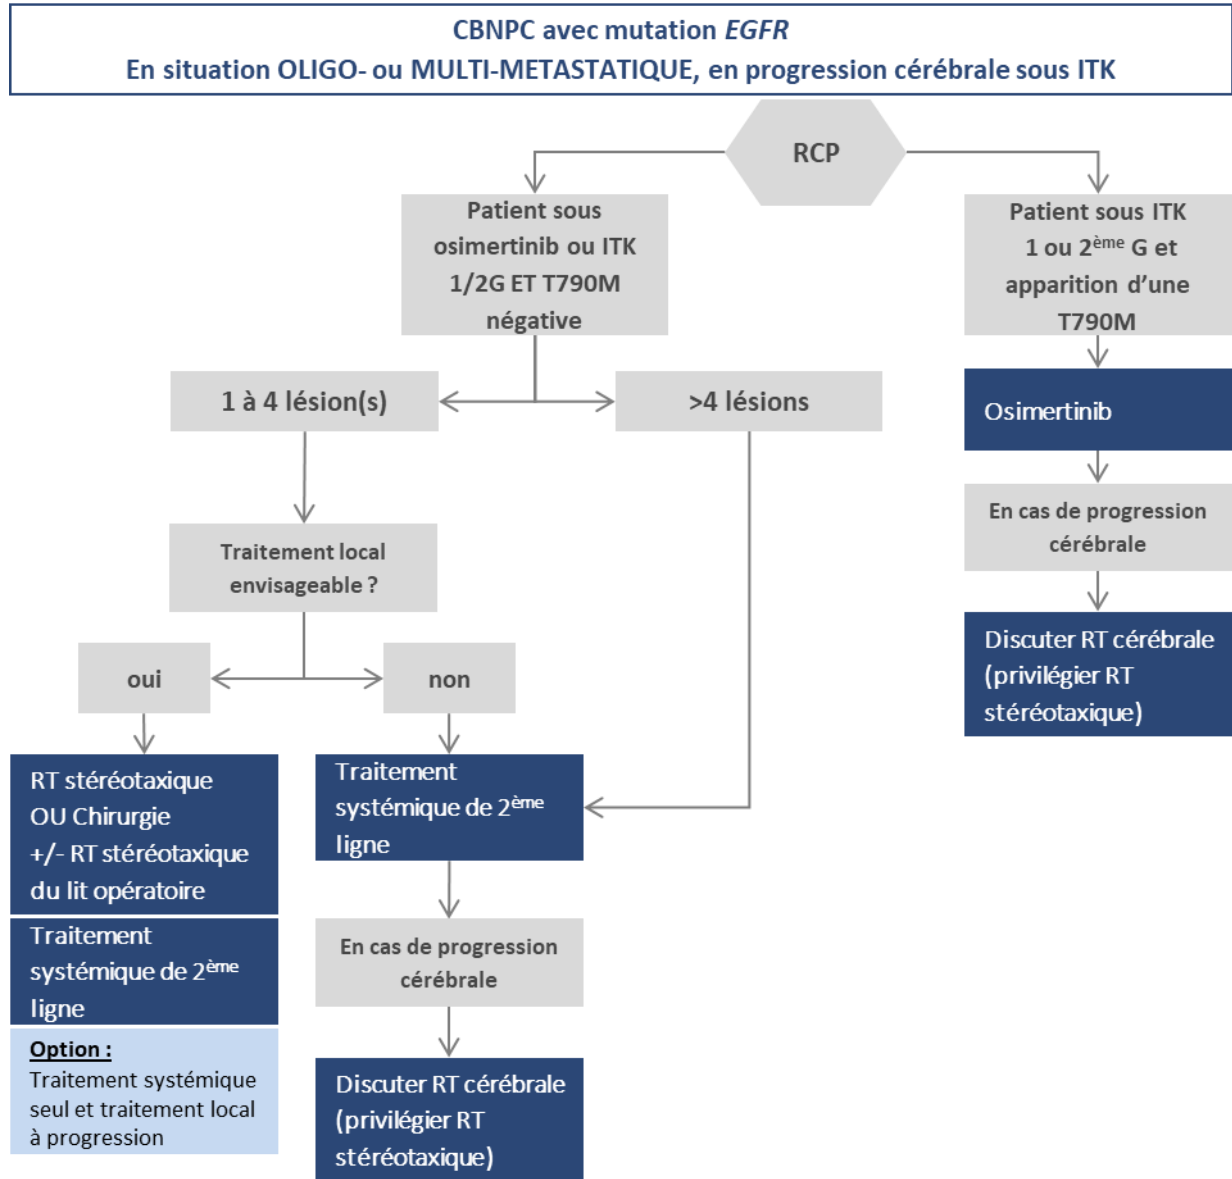 CBNPC avec mutation EGFR
En situation OLIGO- ou MULTI-METASTATIQUE, en progression cérébrale sous ITK
RCP
Patient sous
osimertinib ou ITK
1/2G ET T790M
négative
Patient sous ITK
1 ou 2ème G et
apparition d’une
T790M
1 à 4 lésion(s)
>4 lésions
Osimertinib
Traitement local
envisageable ?
En cas de progression
cérébrale
oui
non
Discuter RT cérébrale
(privilégier RT
stéréotaxique)
RT stéréotaxique
OU Chirurgie
+/- RT stéréotaxique
du lit opératoire
Traitement
systémique de 2ème
ligne
Option :
Traitement systémique
seul et traitement local
à progression
Traitement
systémique de 2ème
ligne
En cas de progression
cérébrale
Discuter RT cérébrale
(privilégier RT
stéréotaxique)